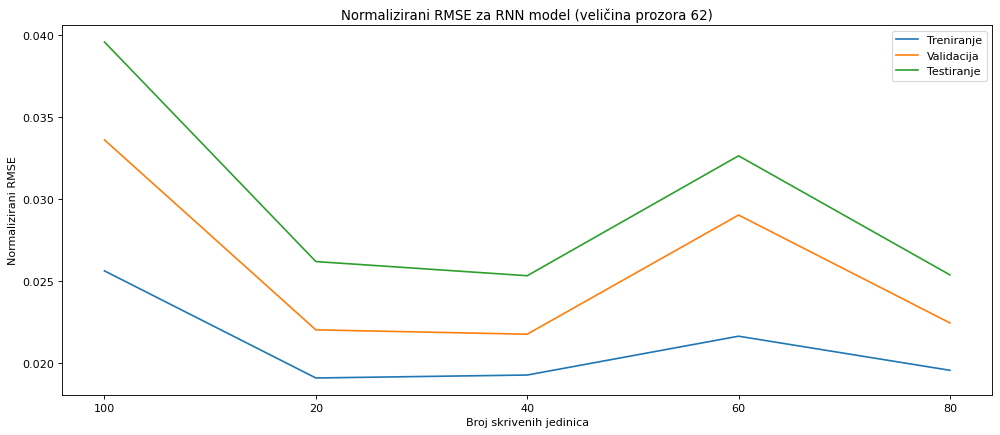 Normalizirani RMSE za RNN model (veličina prozora 62)
Treniranje
Validacija
Testiranje
Normalizirani RMSE
0.040
0.035
0.030
0.025
0.020
100 20 40 60 80
Broj skrivenih jedinica